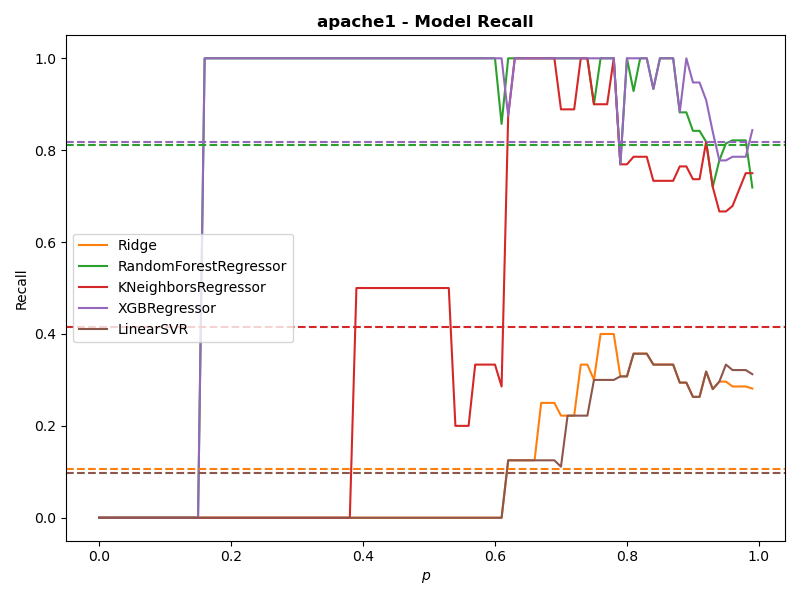 apache1 - Model Recall
Recall
1.0
0.8
0.6
0.4
0.2
0.0
Ridge
RandomForestRegressor
KNeighborsRegressor
XGBRegressor
LinearSVR
0.0 0.2 0.4 0.6 0.8 1.0
p